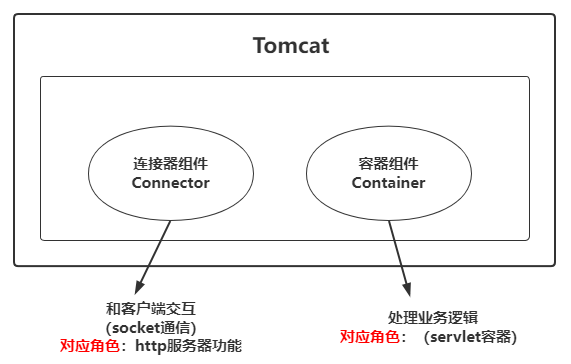 Tomcat
连接器组件
Connector
容器组件
Container
和客户端交互
(socket通信)
对应角色：http服务器功能
处理业务逻辑
对应角色：（servlet容器)